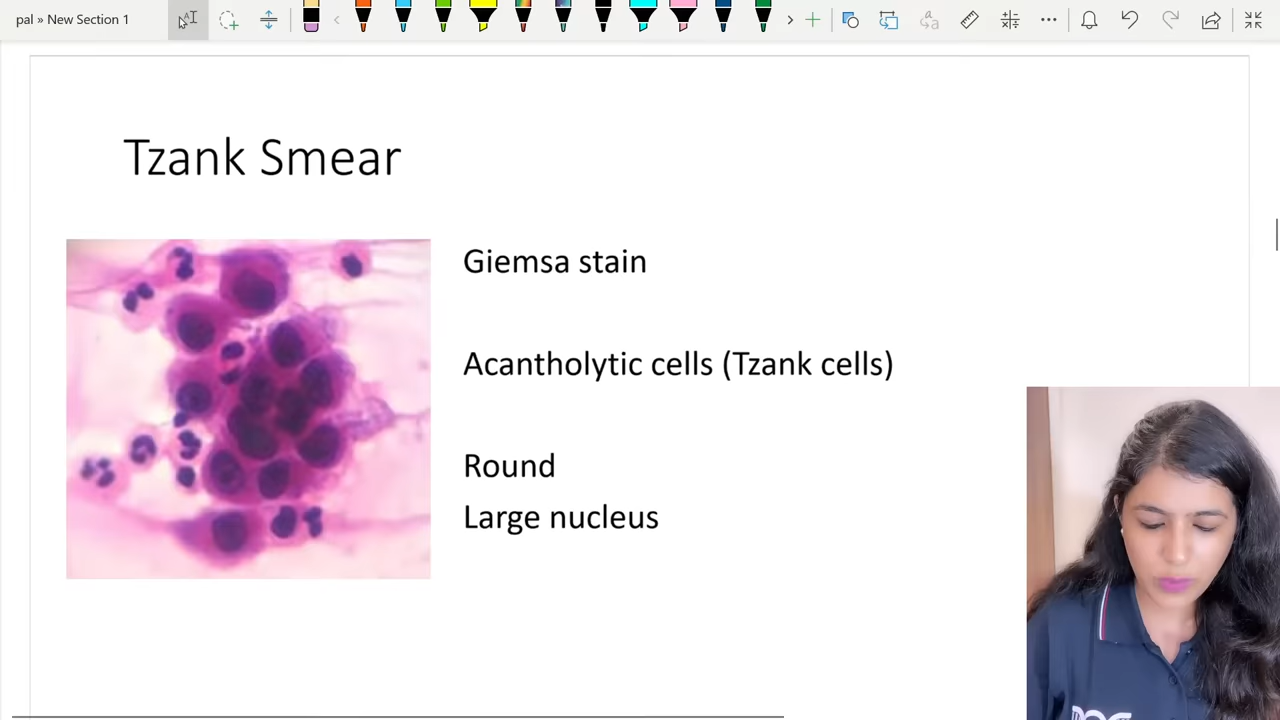 pal » New Section 1
Tzank Smear
Giemsa stain
Acantholytic cells (Tzank cells)
Round
Large nucleus